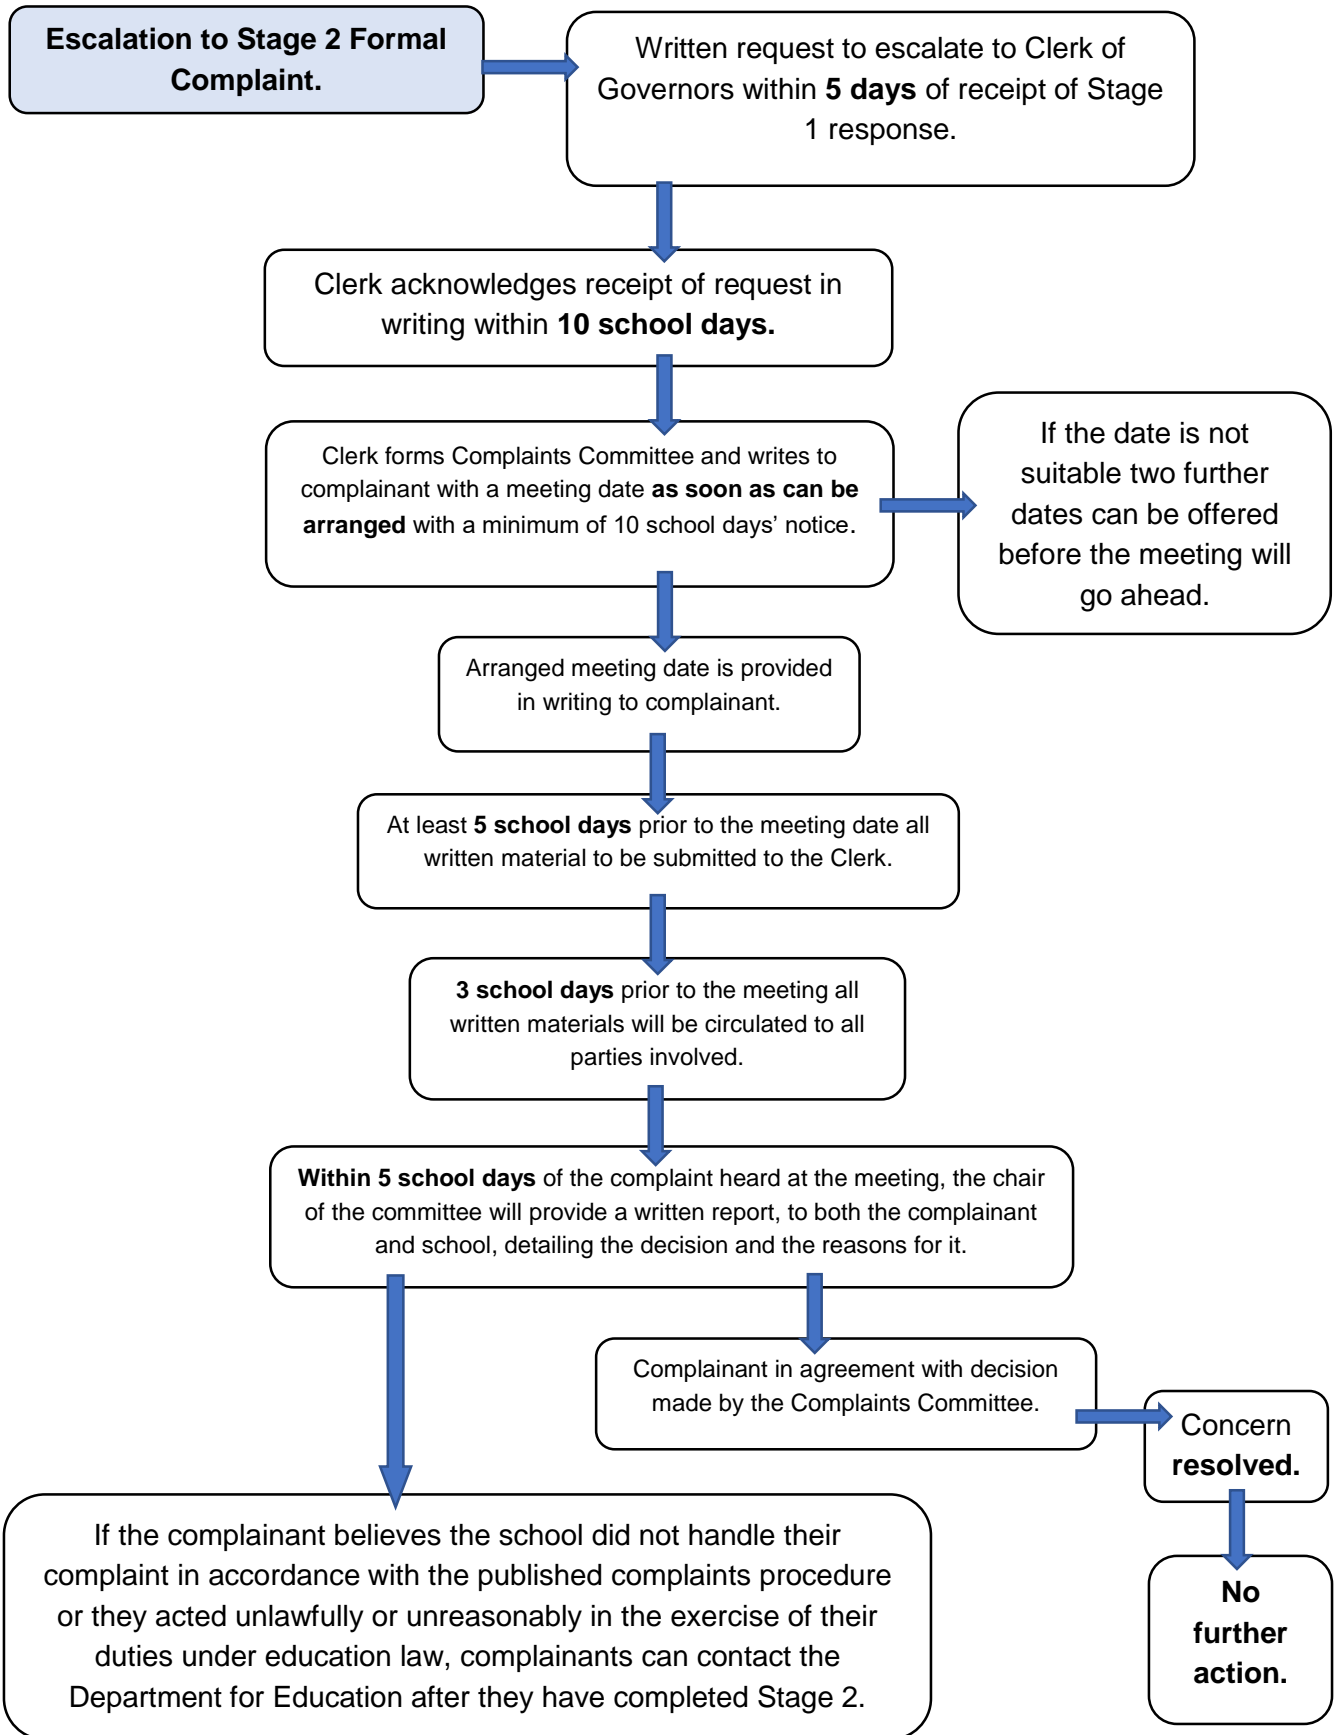 Escalation to Stage 2 Formal
Complaint.
Written request to escalate to Clerk of
Governors within 5 days of receipt of Stage
1 response.
Clerk acknowledges receipt of request in
writing within 10 school days.
Clerk forms Complaints Committee and writes to
complainant with a meeting date as soon as can be
arranged with a minimum of 10 school days’ notice.
If the date is not
suitable two further
dates can be offered
before the meeting will
go ahead.
Arranged meeting date is provided
in writing to complainant.
At least 5 school days prior to the meeting date all
written material to be submitted to the Clerk.
3 school days prior to the meeting all
written materials will be circulated to all
parties involved.
Within 5 school days of the complaint heard at the meeting, the chair
of the committee will provide a written report, to both the complainant
and school, detailing the decision and the reasons for it.
Complainant in agreement with decision
made by the Complaints Committee.
Concern
resolved.
No
further
action.
If the complainant believes the school did not handle their
complaint in accordance with the published complaints procedure
or they acted unlawfully or unreasonably in the exercise of their
duties under education law, complainants can contact the
Department for Education after they have completed Stage 2.